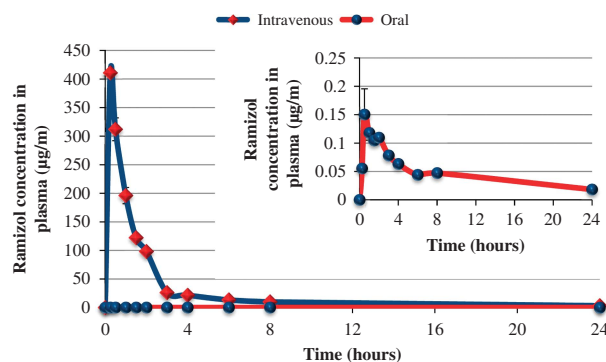 Intravenous Oral
Ramizol concentration in
plasma (µg/m)
450
400
350
300
250
200
150
100
50
0
0 4 8 12 16 20 24
Time (hours)
Ramizol
concentration in
plasma (µg/m)
0.25
0.2
0.15
0.1
0.05
0
0 4 8 12 16 20 24
Time (hours)